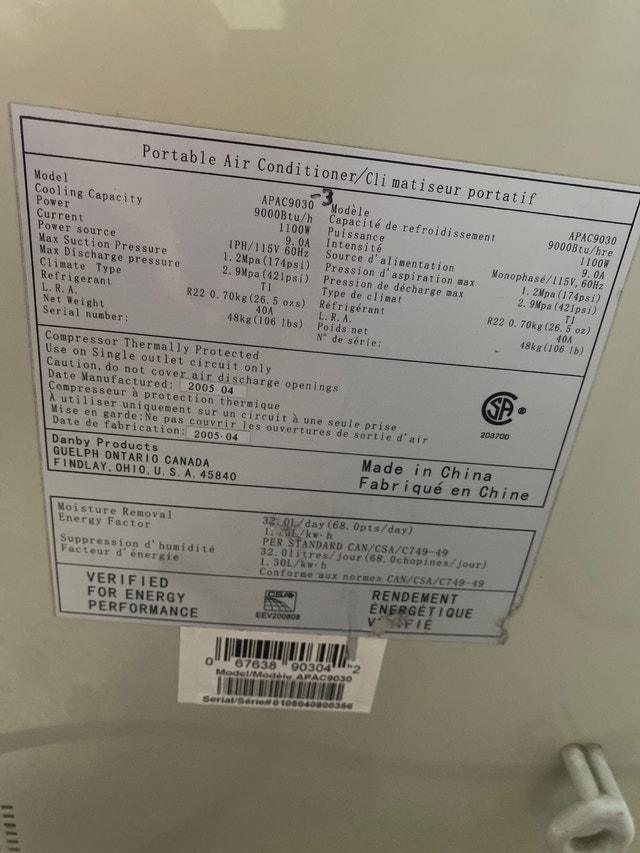 Portable Air Conditioner/Climatiseur portatif
Model APAC9030 -3
Cooling Capacity 9000Btu/h
Power 1100W
Current 9.0A
Power source 1PH/115V 60Hz
Max Suction Pressure 1.2Mpa(174psi)
Max Discharge pressure 2.9Mpa(421psi)
Climate Type T1
Refrigerant R22 0.70kg(26.5 ozs)
L.R.A. 40A
Net Weight 48kg(106 lbs)
Serial number:
Modèle APAC9030
Capacité de refroidissement 9000Btu/hre
Puissance 1100W
Intensité 9.0A
Source d'alimentation Monophasé/115V, 60Hz
Pression d'aspiration max 1.2Mpa(174psi)
Pression de décharge max 2.9Mpa(421psi)
Type de climat T1
Réfrigérant R22 0.70kg(26.5 oz)
L.R.A. 40A
Poids net 48kg(106 lb)
N° de série:
Compressor Thermally Protected
Use on Single outlet circuit only
Caution, do not cover air discharge openings
Date Manufactured: 2005-04
Compresseur à protection thermique
À utiliser uniquement sur un circuit à une seule prise
Mise en garde:Ne pas couvrir les ouvertures de sortie d'air
Date de fabrication: 2005-04
SA ®
203700
Danby Products
GUELPH ONTARIO CANADA
FINDLAY, OHIO, U.S.A. 45840
Made in China
Fabriqué en Chine
Moisture Removal 32.0L/day(68.0pts/day)
Energy Factor L/kw·h
PER STANDARD CAN/CSA/C749-49
Suppression d'humidité 32.0litres/jour(68.0chopines/jour)
Facteur d'énergie 1.30L/kw·h
Conforme aux normes CAN/CSA/C749-49
VERIFIED
FOR ENERGY
PERFORMANCE
EEV200808
RENDEMENT
ÉNERGÉTIQUE
0 67638 90304 2
Model/Modèle APAC9030
Serial/Série# 0105040800356